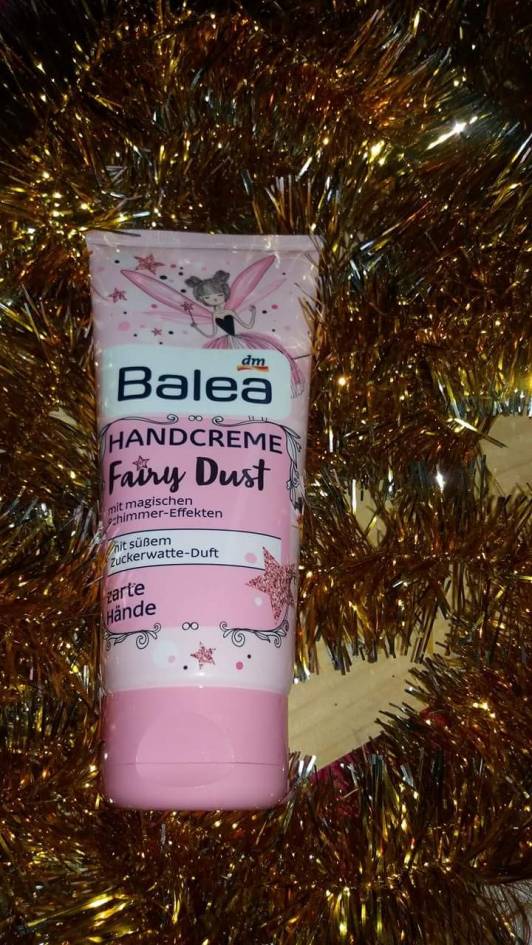 dm
Balea
HANDCREME
Fairy Dust
mit magischen
Schimmer-Effekten
mit süßem
Zuckerwatte-Duft
zarte
Hände